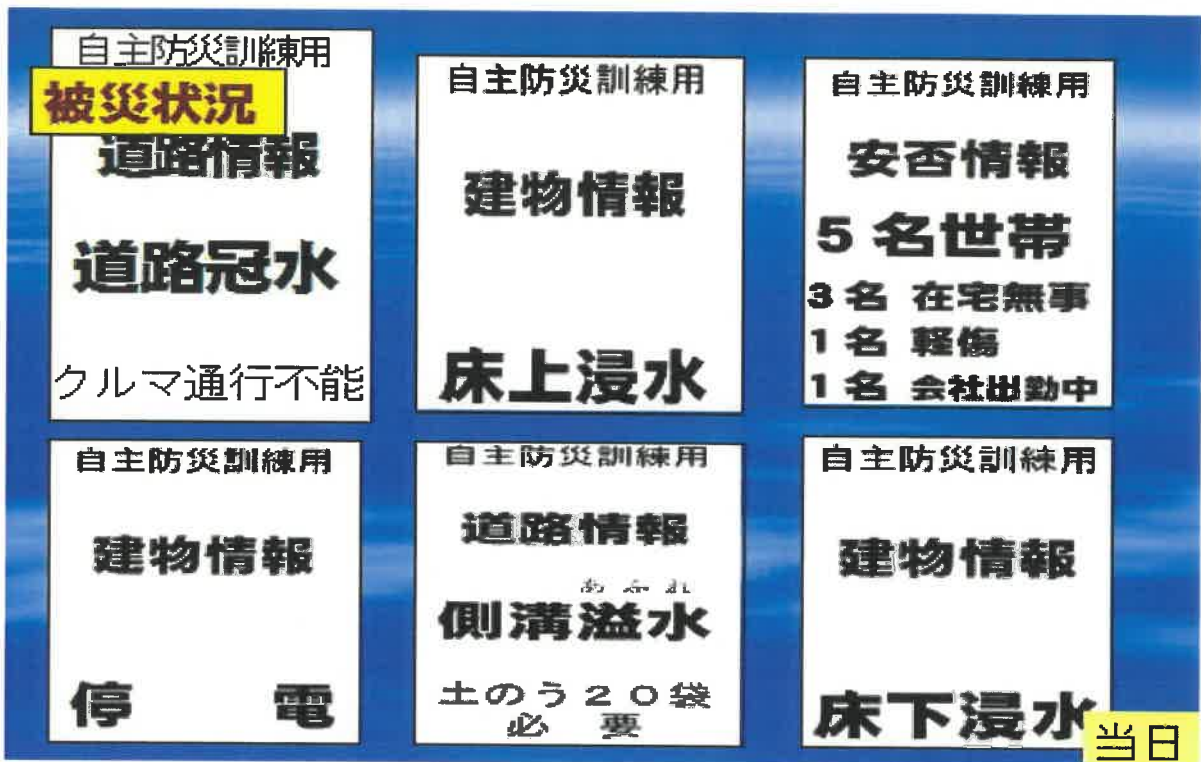 自主防災訓練用
被災状況
道路情報
道路冠水
クルマ通行不能
自主防災訓練用
建物情報
床上浸水
自主防災訓練用
安否情報
5名世帯
3名 在宅無事
1名 軽傷
1名 会社出勤中
自主防災訓練用
建物情報
停 電
自主防災訓練用
道路情報
側溝溢水
土のう20袋
必 要
自主防災訓練用
建物情報
床下浸水
当日